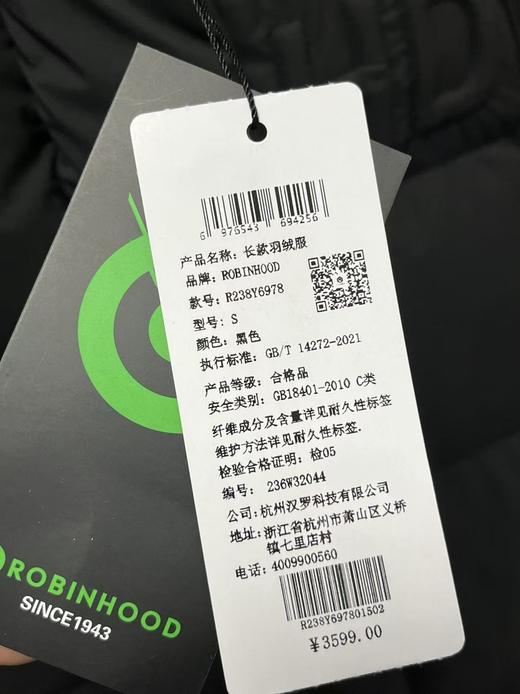 6 976543 694256
产品名称: 长款羽绒服
品牌: ROBINHOOD
款号: R238Y6978
型号: S
颜色: 黑色
执行标准: GB/T 14272-2021
产品等级: 合格品
安全类别: GB18401-2010 C类
纤维成分及含量详见耐久性标签
维护方法详见耐久性标签.
检验合格证明: 检05
编号: 236W32044
公司: 杭州汉罗科技有限公司
地址: 浙江省杭州市萧山区义桥
镇七里店村
电话: 4009900560
R238Y697801502
¥3599.00
ROBINHOOD
SINCE1943